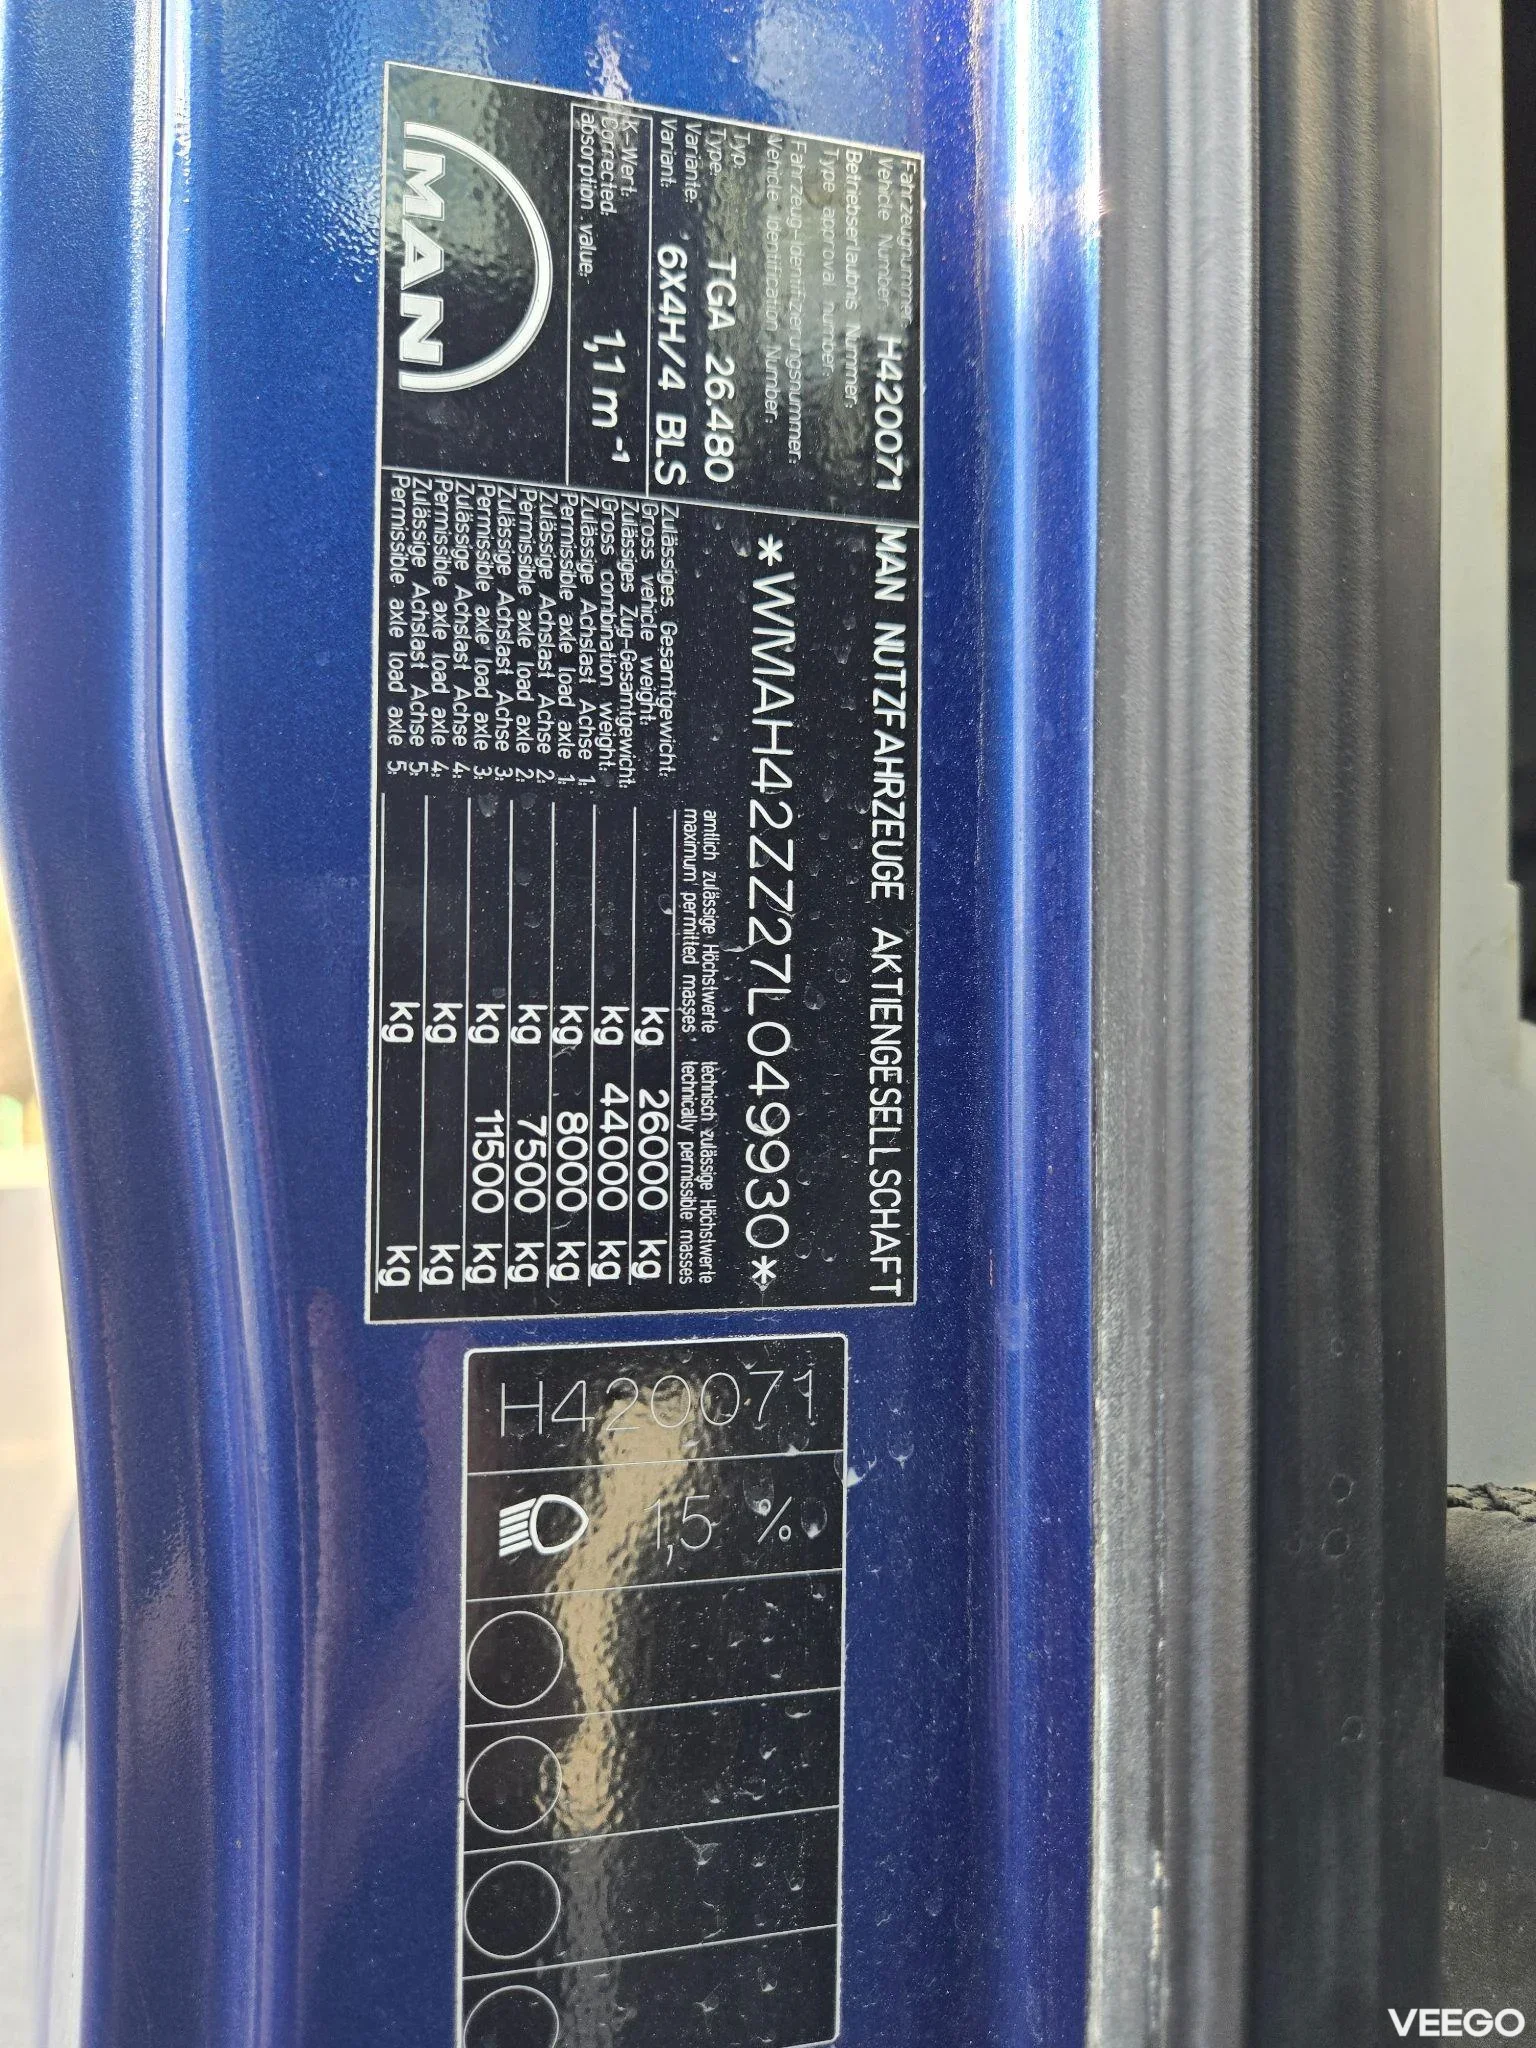 Fahrzeugnummer:
Vehicle Number: H420071
Betriebserlaubnis Nummer:
Type approval number:
Fahrzeug-Identifizierungsnummer:
Vehicle Identification Number:
Typ:
Type: TGA 26.480
Variante:
Variant: 6X4H/4 BLS
K-Wert:
Corrected
absorption value: 1,1 m⁻¹
MAN
MAN NUTZFAHRZEUGE AKTIENGESELLSCHAFT
*WMAH42ZZ27L049930*
amtlich zulässige Höchstwerte technisch zulässige Höchstwerte
maximum permitted masses technically permissible masses
Zulässiges Gesamtgewicht:
Gross vehicle weight: kg 26000 kg
Zulässiges Zug-Gesamtgewicht:
Gross combination weight: kg 44000 kg
Zulässige Achslast Achse 1:
Permissible axle load axle 1: kg 8000 kg
Zulässige Achslast Achse 2:
Permissible axle load axle 2: kg 7500 kg
Zulässige Achslast Achse 3:
Permissible axle load axle 3: kg 11500 kg
Zulässige Achslast Achse 4:
Permissible axle load axle 4: kg kg
Zulässige Achslast Achse 5:
Permissible axle load axle 5: kg kg
H420071
1,5 %
VEEGO